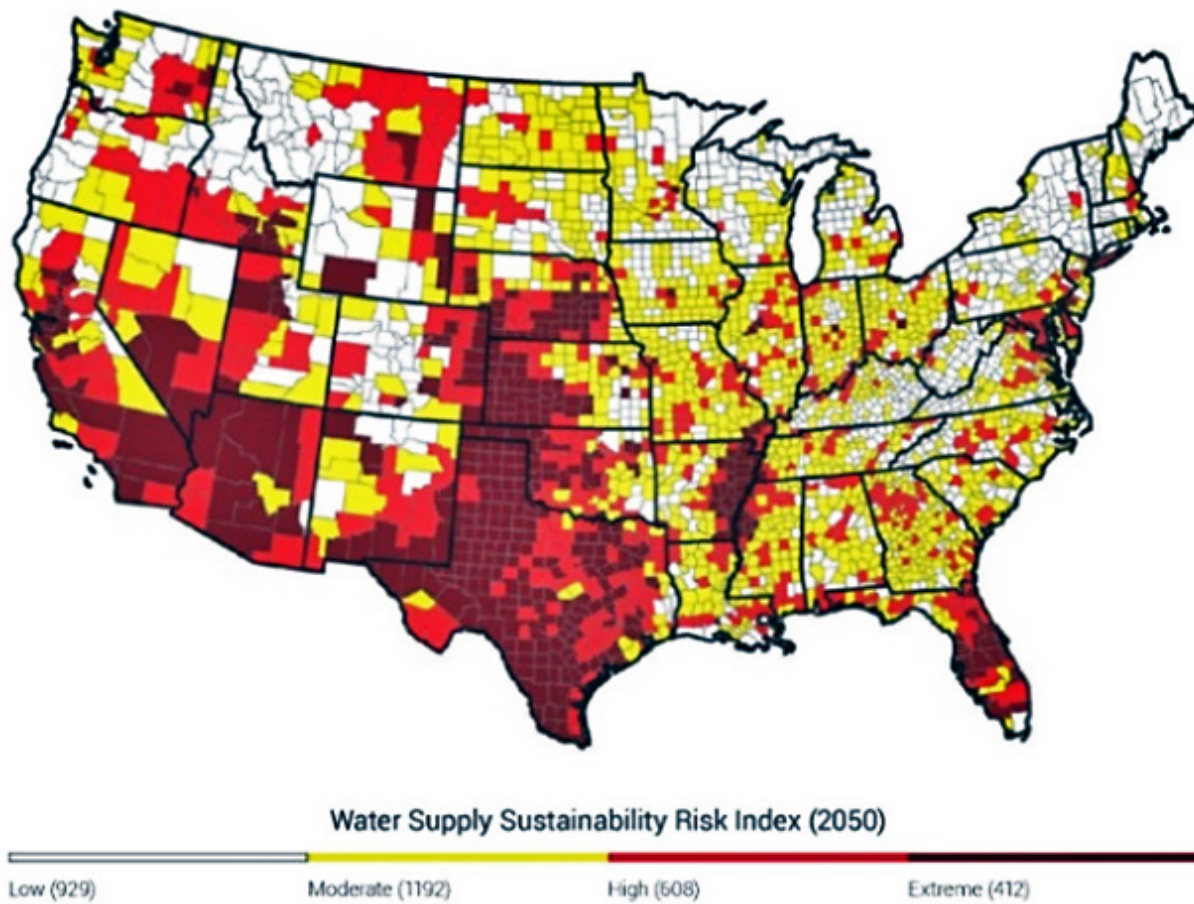 Water Supply Sustainability Risk Index (2050)
Low (929)
Moderate (1192)
High (608)
Extreme (412)